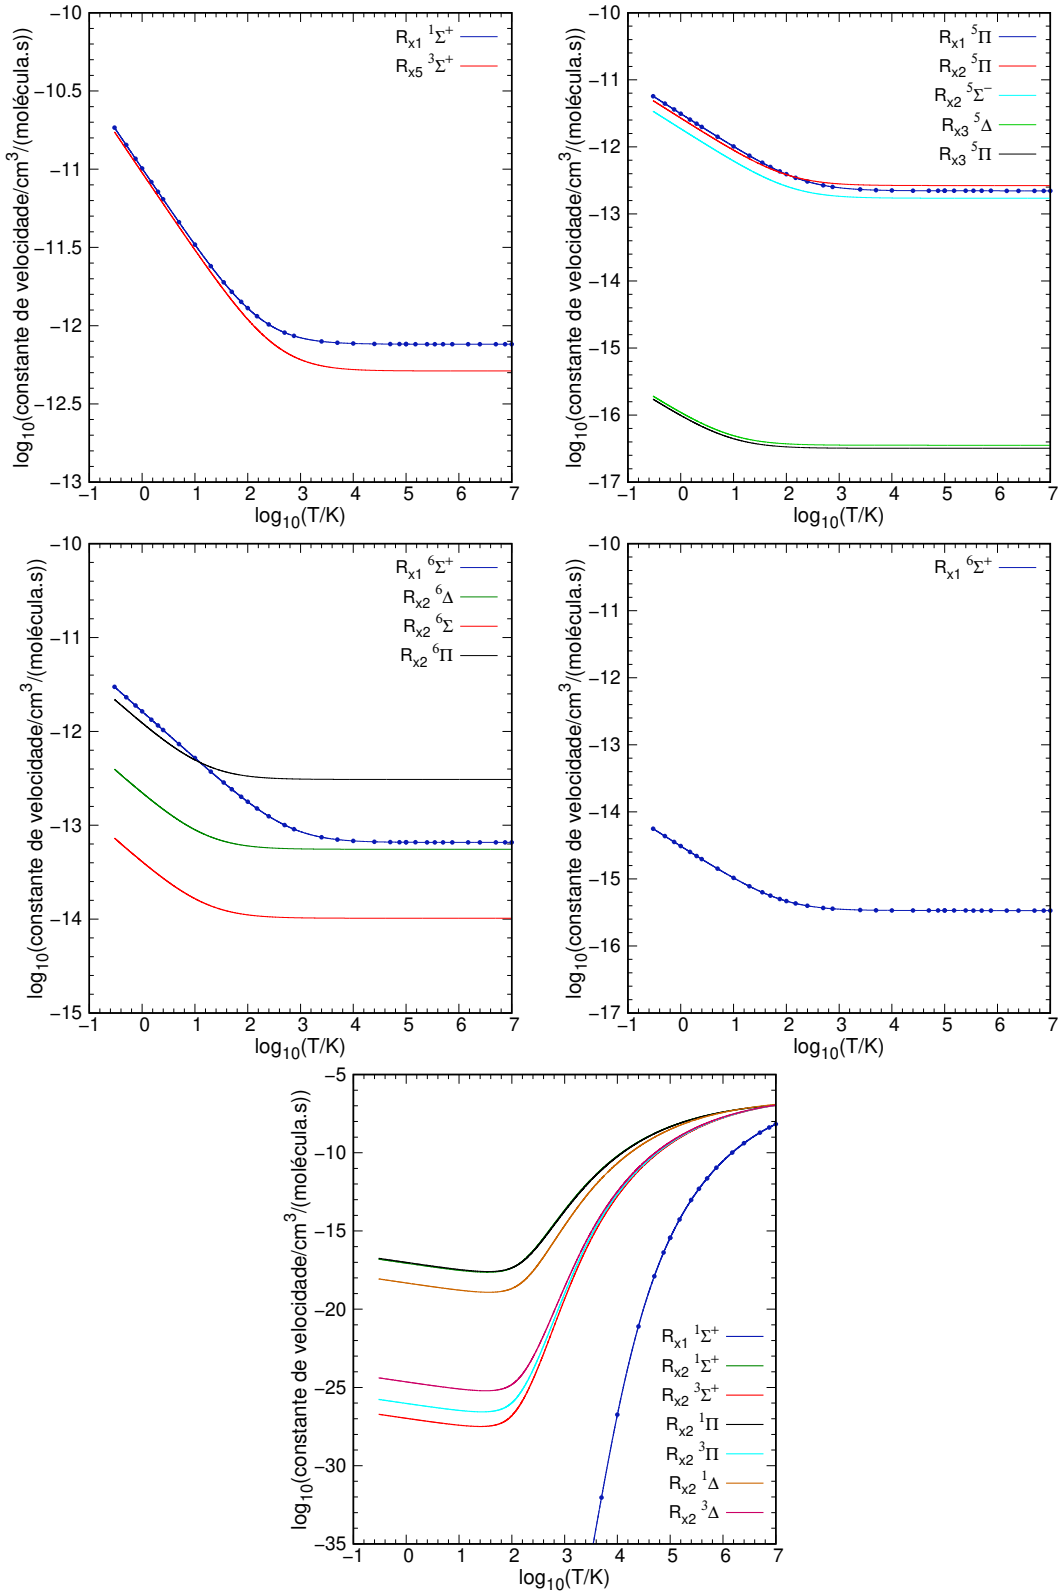 log₁₀(constante de velocidade/cm³/(molécula.s))
−10
−10.5
−11
−11.5
−12
−12.5
−13
−1 0 1 2 3 4 5 6 7
log₁₀(T/K)
Rₓ₁ ¹Σ⁺
Rₓ₅ ³Σ⁺
log₁₀(constante de velocidade/cm³/(molécula.s))
−10
−11
−12
−13
−14
−15
−16
−17
−1 0 1 2 3 4 5 6 7
log₁₀(T/K)
Rₓ₁ ⁵Π
Rₓ₂ ⁵Π
Rₓ₂ ⁵Σ⁻
Rₓ₃ ⁵Δ
Rₓ₃ ⁵Π
log₁₀(constante de velocidade/cm³/(molécula.s))
−10
−11
−12
−13
−14
−15
−1 0 1 2 3 4 5 6 7
log₁₀(T/K)
Rₓ₁ ⁶Σ⁺
Rₓ₂ ⁶Δ
Rₓ₂ ⁶Σ
Rₓ₂ ⁶Π
log₁₀(constante de velocidade/cm³/(molécula.s))
−10
−11
−12
−13
−14
−15
−16
−17
−1 0 1 2 3 4 5 6 7
log₁₀(T/K)
Rₓ₁ ⁶Σ⁺
log₁₀(constante de velocidade/cm³/(molécula.s))
−5
−10
−15
−20
−25
−30
−35
−1 0 1 2 3 4 5 6 7
log₁₀(T/K)
Rₓ₁ ¹Σ⁺
Rₓ₂ ¹Σ⁺
Rₓ₂ ³Σ⁺
Rₓ₂ ¹Π
Rₓ₂ ³Π
Rₓ₂ ¹Δ
Rₓ₂ ³Δ